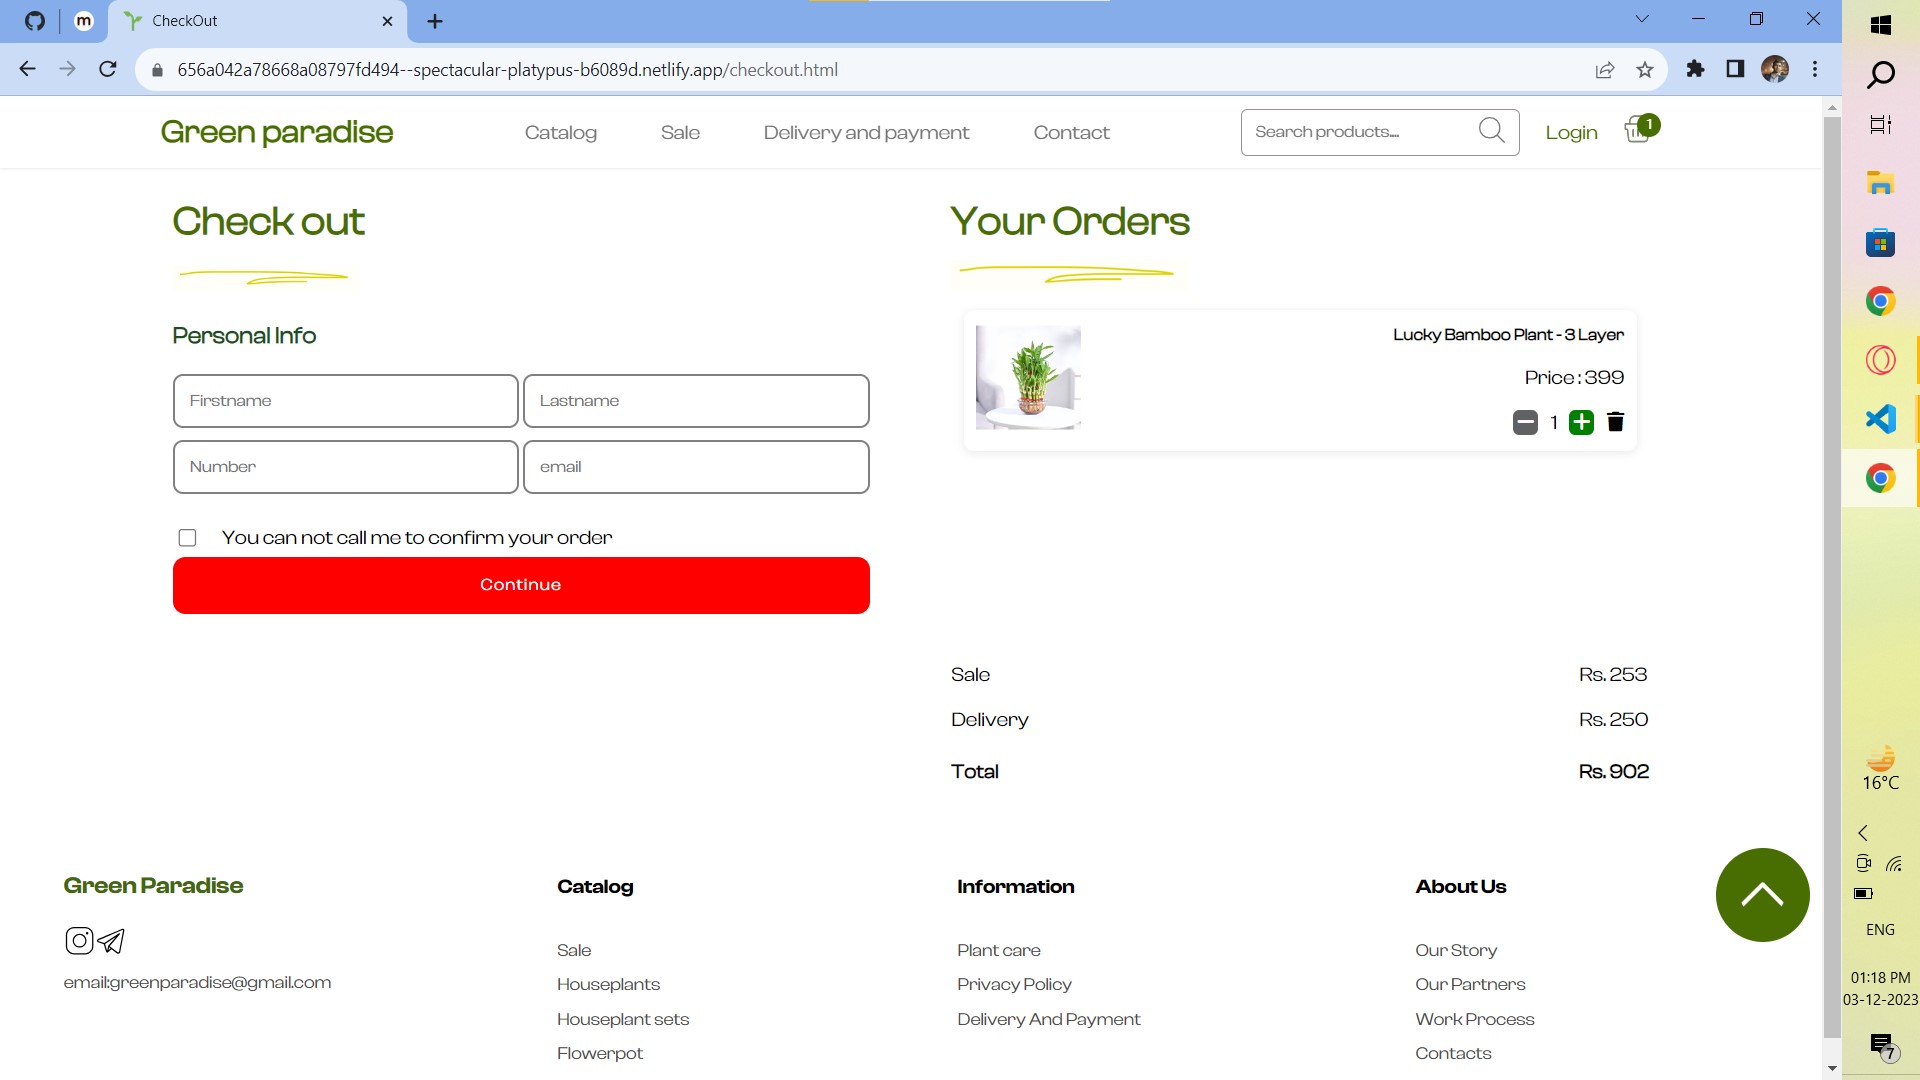 m
CheckOut
656a042a78668a08797fd494--spectacular-platypus-b6089d.netlify.app/checkout.html
Green paradise
Catalog
Sale
Delivery and payment
Contact
Search products...
Login
1
Check out
Personal Info
Firstname
Lastname
Number
email
You can not call me to confirm your order
Continue
Your Orders
Lucky Bamboo Plant - 3 Layer
Price : 399
1
Sale Rs. 253
Delivery Rs. 250
Total Rs. 902
Green Paradise
email:greenparadise@gmail.com
Catalog
Sale
Houseplants
Houseplant sets
Flowerpot
Information
Plant care
Privacy Policy
Delivery And Payment
About Us
Our Story
Our Partners
Work Process
Contacts
16°C
ENG
01:18 PM
03-12-2023
7